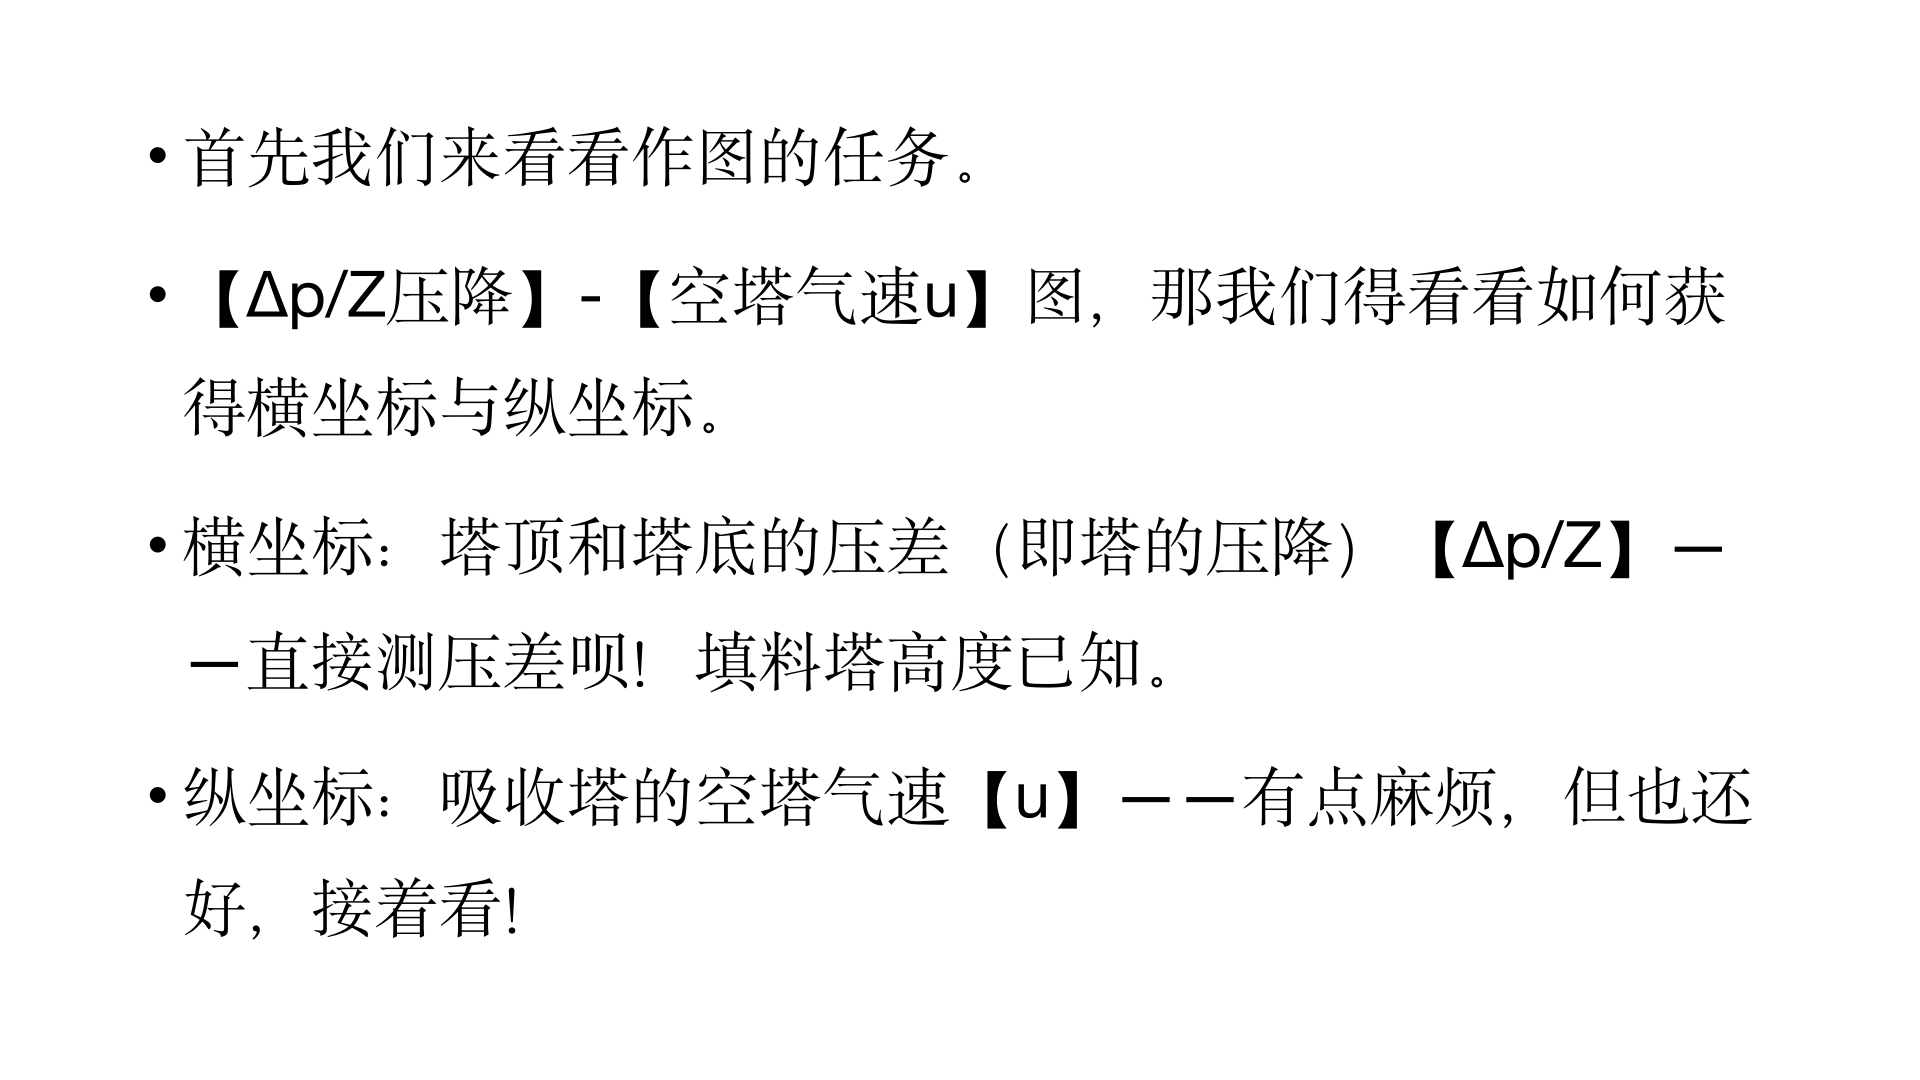 • 首先我们来看看作图的任务。
• 【Δp/Z压降】-【空塔气速u】图，那我们得看看如何获
得横坐标与纵坐标。
• 横坐标：塔顶和塔底的压差（即塔的压降）【Δp/Z】—
—直接测压差呗！填料塔高度已知。
• 纵坐标：吸收塔的空塔气速【u】——有点麻烦，但也还
好，接着看！